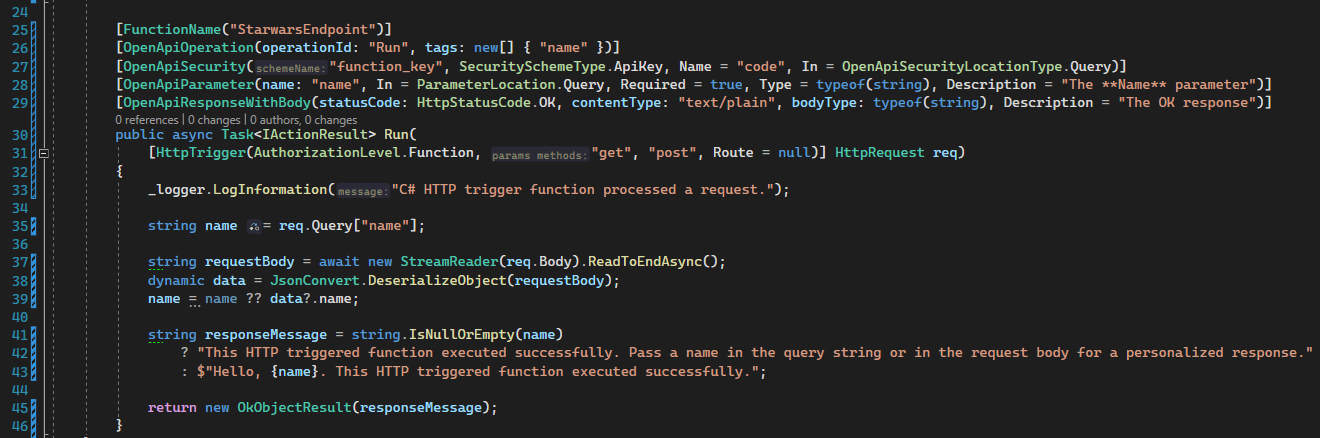 24
25 [FunctionName("StarwarsEndpoint")]
26 [OpenApiOperation(operationId: "Run", tags: new[] { "name" })]
27 [OpenApiSecurity(schemeName:"function_key", SecuritySchemeType.ApiKey, Name = "code", In = OpenApiSecurityLocationType.Query)]
28 [OpenApiParameter(name: "name", In = ParameterLocation.Query, Required = true, Type = typeof(string), Description = "The **Name** parameter")]
29 [OpenApiResponseWithBody(statusCode: HttpStatusCode.OK, contentType: "text/plain", bodyType: typeof(string), Description = "The OK response")]
0 references | 0 changes | 0 authors, 0 changes
30 public async Task<IActionResult> Run(
31 [HttpTrigger(AuthorizationLevel.Function, params methods:"get", "post", Route = null)] HttpRequest req)
32 {
33 _logger.LogInformation(message:"C# HTTP trigger function processed a request.");
34
35 string name = req.Query["name"];
36
37 string requestBody = await new StreamReader(req.Body).ReadToEndAsync();
38 dynamic data = JsonConvert.DeserializeObject(requestBody);
39 name = name ?? data?.name;
40
41 string responseMessage = string.IsNullOrEmpty(name)
42 ? "This HTTP triggered function executed successfully. Pass a name in the query string or in the request body for a personalized response."
43 : $"Hello, {name}. This HTTP triggered function executed successfully.";
44
45 return new OkObjectResult(responseMessage);
46 }